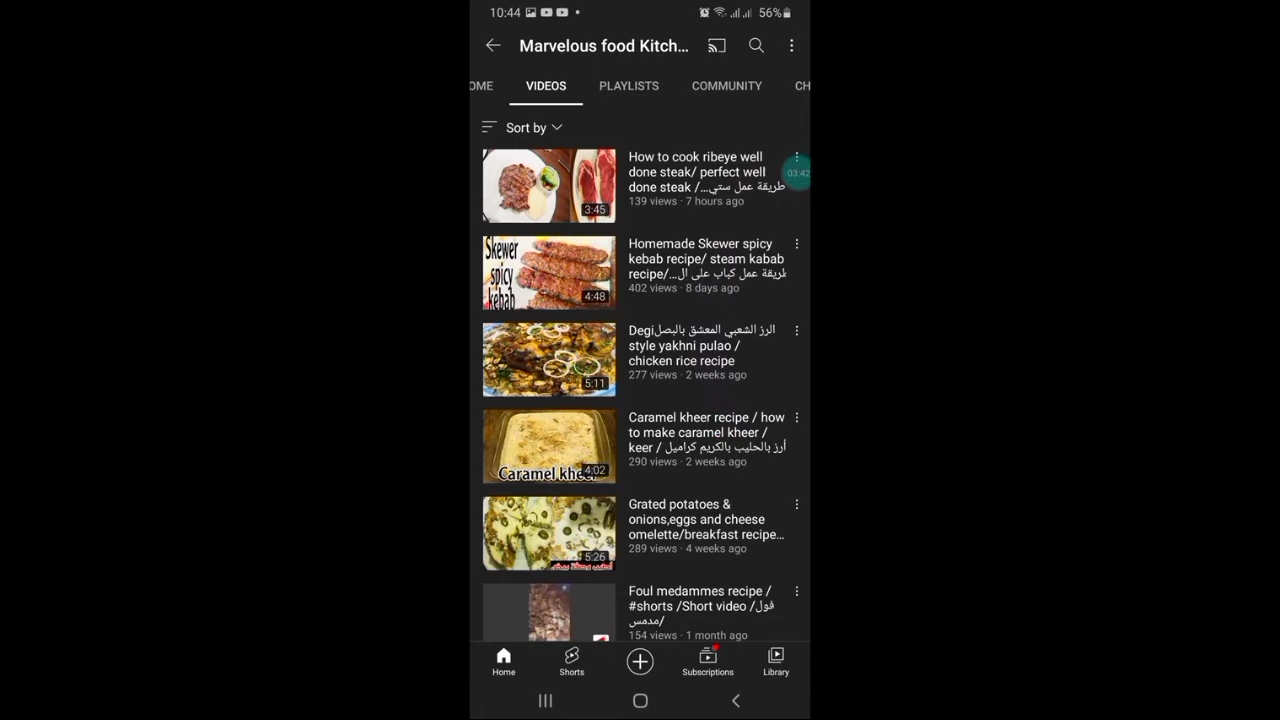 10:44
56%
Marvelous food Kitch...
OME VIDEOS PLAYLISTS COMMUNITY CH
Sort by
How to cook ribeye well
done steak/ perfect well
done steak /طريقة عمل ستي...
139 views · 7 hours ago
3:45
03:42
Skewer
spicy
kebab
4:48
Homemade Skewer spicy
kebab recipe/ steam kabab
recipe/طريقة عمل كباب على ال...
402 views · 8 days ago
5:11
Degiالرز الشعبي المعشق بالبصل
style yakhni pulao /
chicken rice recipe
277 views · 2 weeks ago
Caramel kheer
4:02
Caramel kheer recipe / how
to make caramel kheer /
keer / أرز بالحليب بالكريم كراميل
290 views · 2 weeks ago
5:26
Grated potatoes &
onions,eggs and cheese
omelette/breakfast recipe...
289 views · 4 weeks ago
Foul medammes recipe /
#shorts /Short video /فول
مدمس/
154 views · 1 month ago
Home Shorts Subscriptions Library